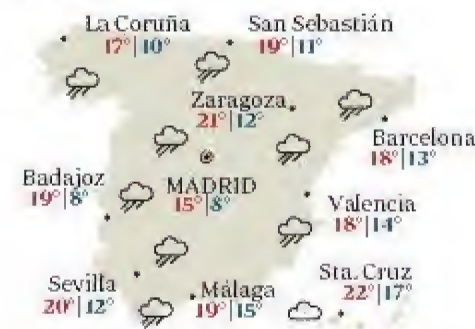 La Coruña
17°|10°
San Sebastián
19°|11°
Zaragoza
21°|12°
Barcelona
18°|13°
Badajoz
19°|8°
MADRID
15°|8°
Valencia
18°|14°
Sevilla
20°|12°
Málaga
19°|15°
Sta. Cruz
22°|17°